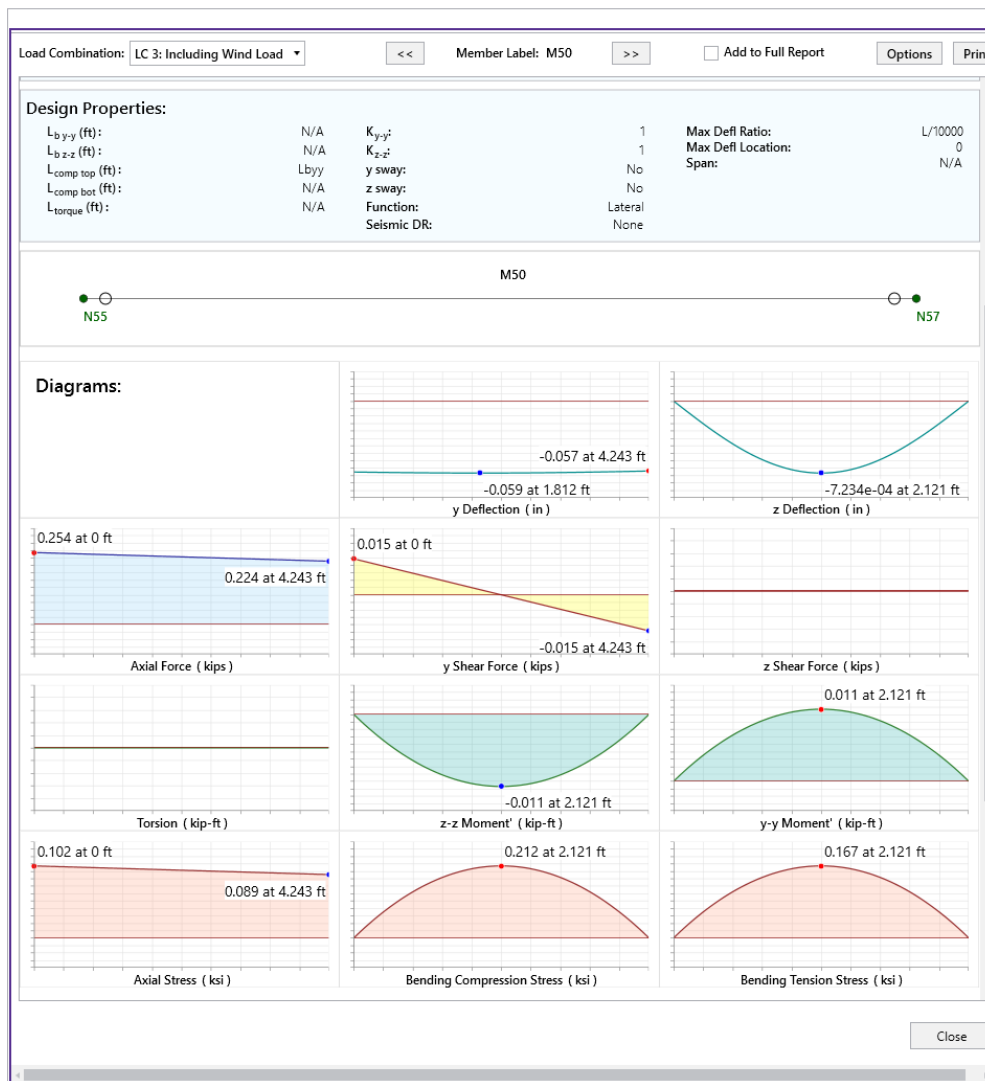 Load Combination: LC 3: Including Wind Load << Member Label: M50 >> Add to Full Report Options Prin
Design Properties:
L b y-y (ft) : N/A K y-y: 1 Max Defl Ratio: L/10000
L b z-z (ft) : N/A K z-z: 1 Max Defl Location: 0
L comp top (ft) : Lbyy y sway: No Span: N/A
L comp bot (ft) : N/A z sway: No
L torque (ft) : N/A Function: Lateral
Seismic DR: None
M50
N55 N57
Diagrams:
-0.057 at 4.243 ft
-0.059 at 1.812 ft
y Deflection ( in )
-7.234e-04 at 2.121 ft
z Deflection ( in )
0.254 at 0 ft
0.224 at 4.243 ft
Axial Force ( kips )
0.015 at 0 ft
-0.015 at 4.243 ft
y Shear Force ( kips )
z Shear Force ( kips )
Torsion ( kip-ft )
-0.011 at 2.121 ft
z-z Moment' ( kip-ft )
0.011 at 2.121 ft
y-y Moment' ( kip-ft )
0.102 at 0 ft
0.089 at 4.243 ft
Axial Stress ( ksi )
0.212 at 2.121 ft
Bending Compression Stress ( ksi )
0.167 at 2.121 ft
Bending Tension Stress ( ksi )
Close